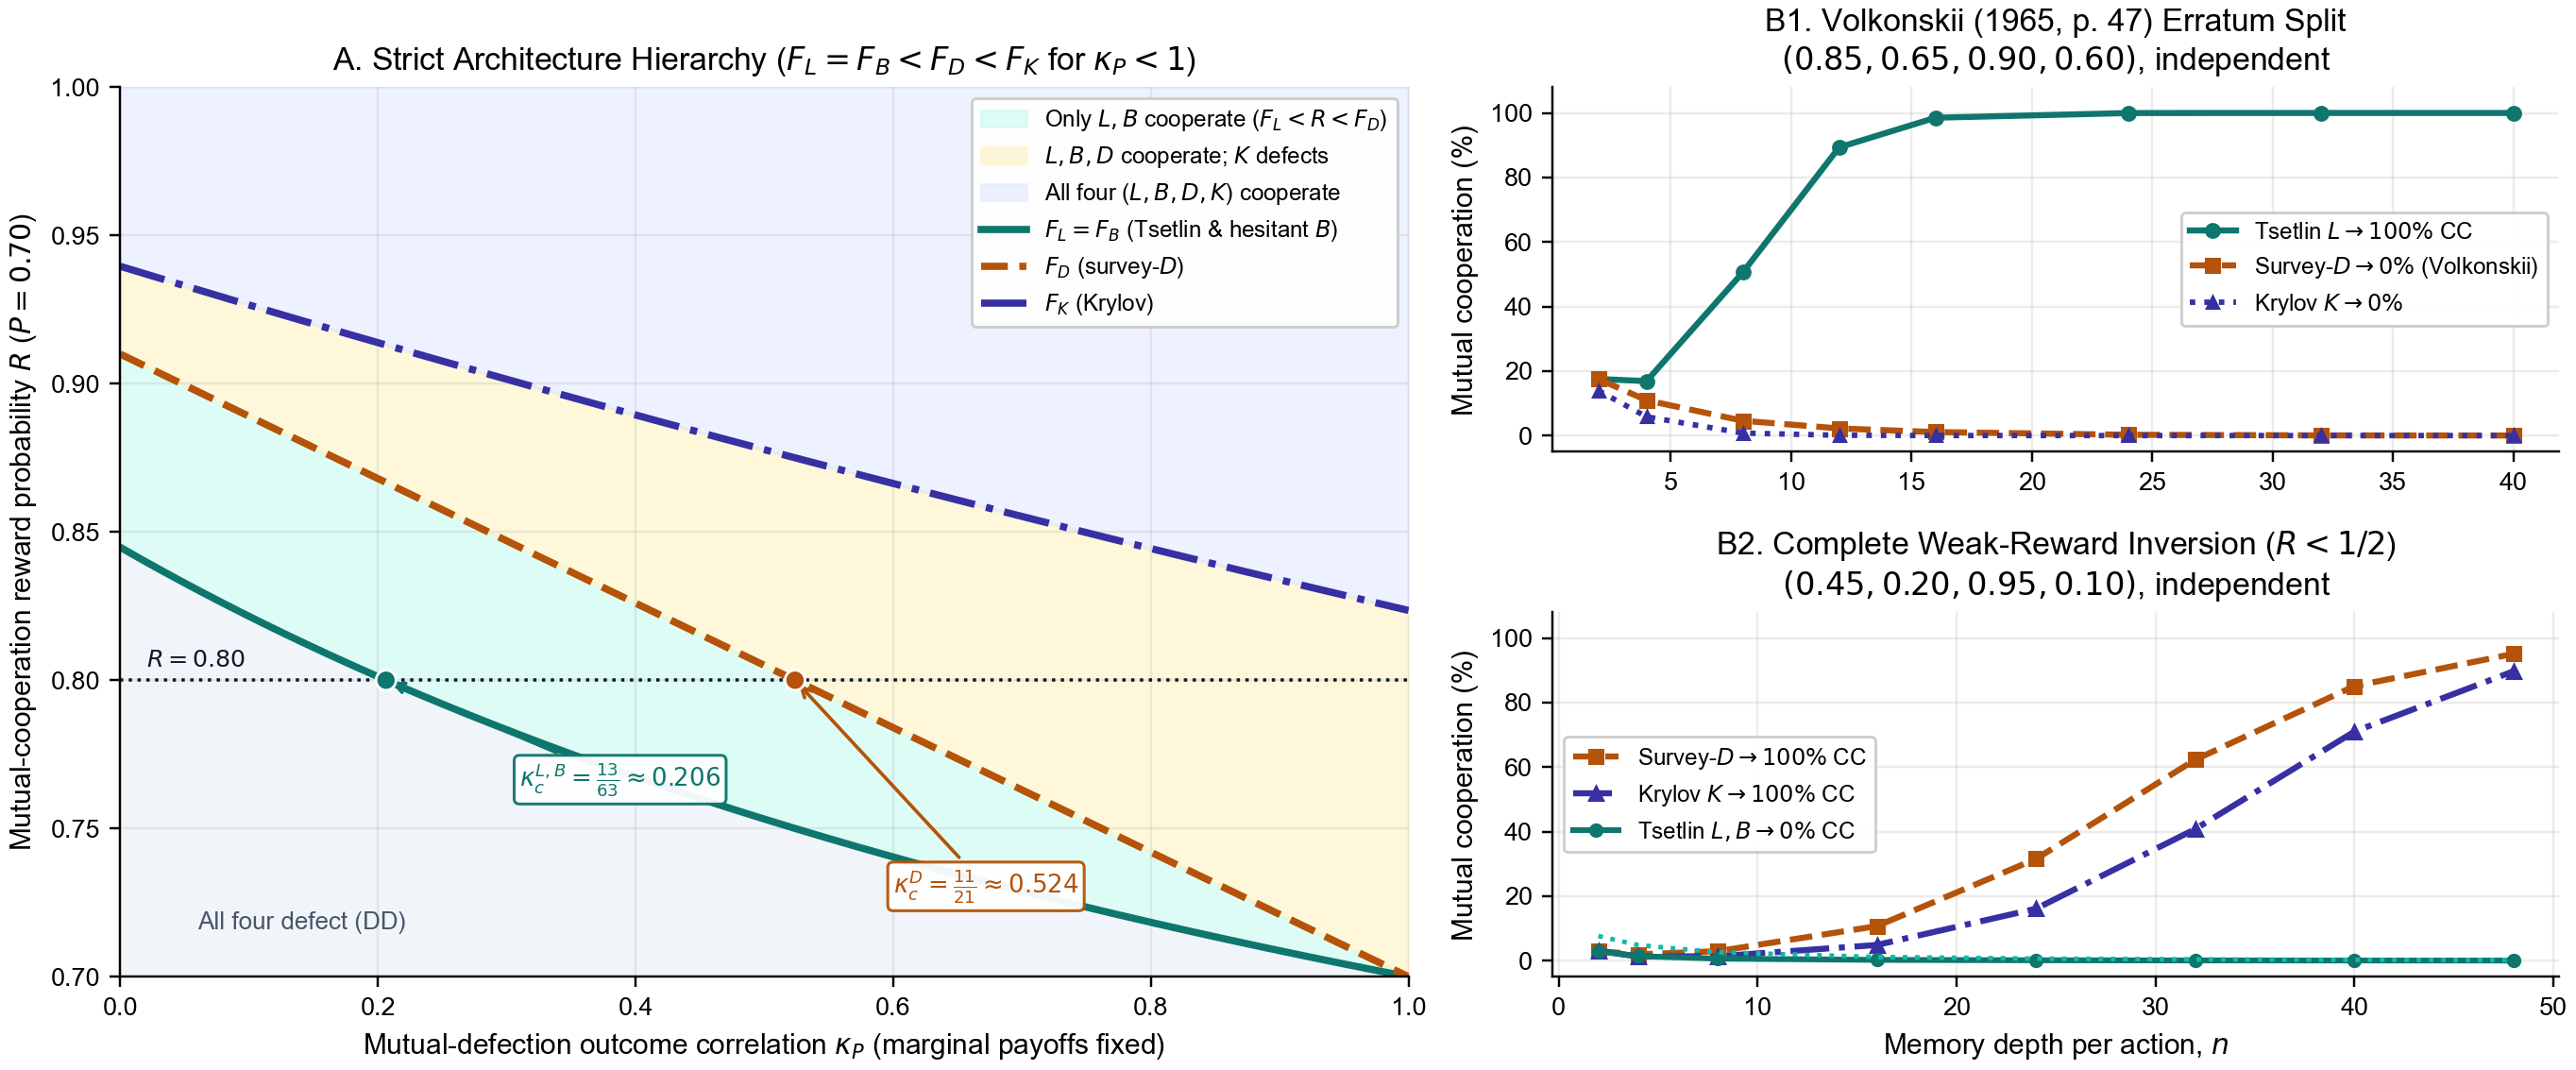 A. Strict Architecture Hierarchy (F_L = F_B < F_D < F_K for κ_P < 1)
Mutual-cooperation reward probability R (P = 0.70)
1.00
0.95
0.90
0.85
0.80
0.75
0.70
Only L, B cooperate (F_L < R < F_D)
L, B, D cooperate; K defects
All four (L, B, D, K) cooperate
F_L = F_B (Tsetlin & hesitant B)
F_D (survey-D)
F_K (Krylov)
R = 0.80
κ_c^{L, B} = 13/63 ≈ 0.206
κ_c^D = 11/21 ≈ 0.524
All four defect (DD)
0.0 0.2 0.4 0.6 0.8 1.0
Mutual-defection outcome correlation κ_P (marginal payoffs fixed)
B1. Volkonskii (1965, p. 47) Erratum Split
(0.85, 0.65, 0.90, 0.60), independent
Mutual cooperation (%)
100
80
60
40
20
0
Tsetlin L → 100% CC
Survey-D → 0% (Volkonskii)
Krylov K → 0%
5 10 15 20 25 30 35 40
B2. Complete Weak-Reward Inversion (R < 1/2)
(0.45, 0.20, 0.95, 0.10), independent
Mutual cooperation (%)
100
80
60
40
20
0
Survey-D → 100% CC
Krylov K → 100% CC
Tsetlin L, B → 0% CC
0 10 20 30 40 50
Memory depth per action, n